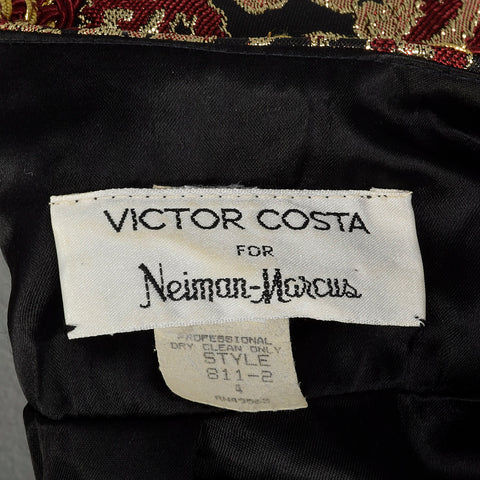 VICTOR COSTA
FOR
Neiman-Marcus
PROFESSIONAL
DRY CLEAN ONLY
STYLE
811-2
4